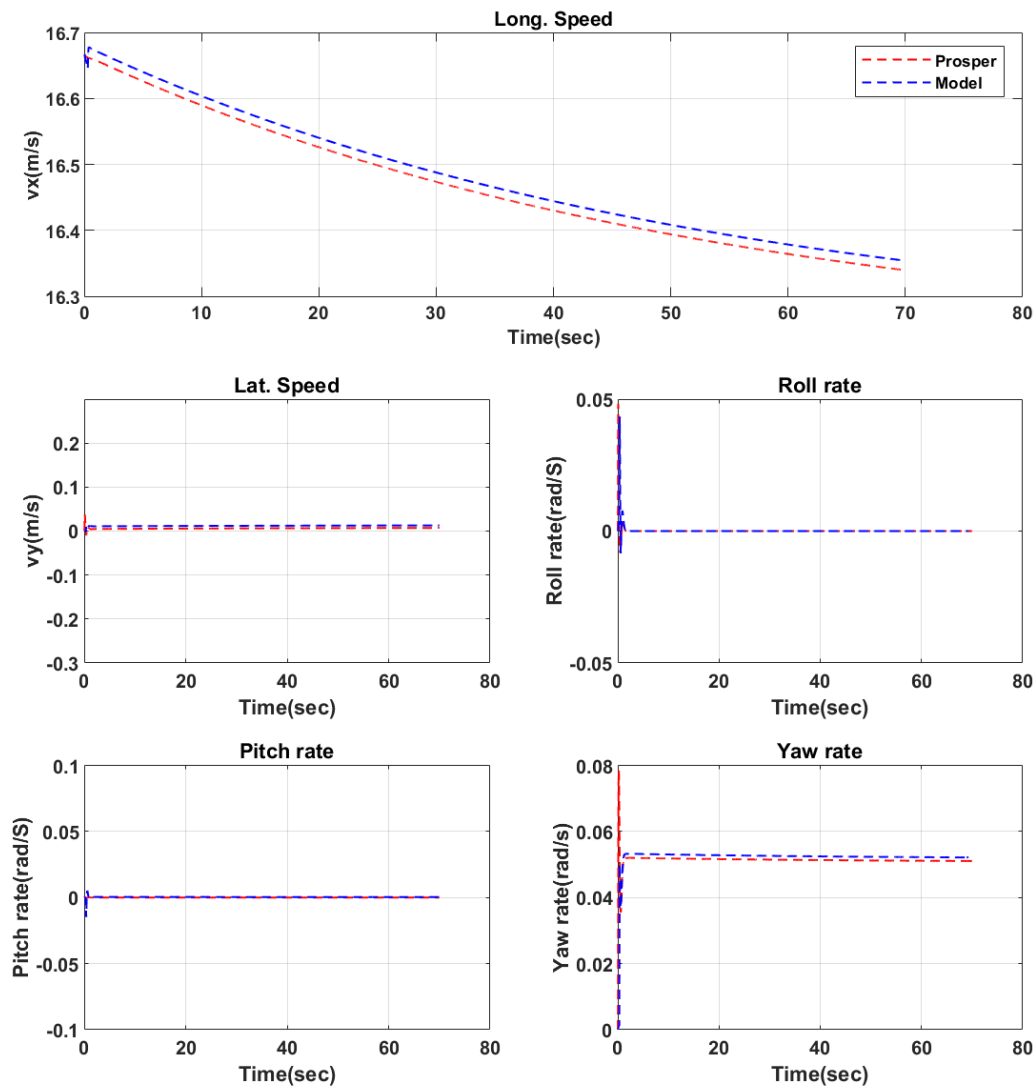 Long. Speed
16.7
16.6
16.5
16.4
16.3
vx(m/s)
Prosper
Model
0 10 20 30 40 50 60 70 80
Time(sec)
Lat. Speed
0.2
0.1
0
-0.1
-0.2
-0.3
vy(m/s)
0 20 40 60 80
Time(sec)
Roll rate
0.05
0
-0.05
Roll rate(rad/S)
0 20 40 60 80
Time(sec)
Pitch rate
0.1
0.05
0
-0.05
-0.1
Pitch rate(rad/S)
0 20 40 60 80
Time(sec)
Yaw rate
0.08
0.06
0.04
0.02
0
Yaw rate(rad/s)
0 20 40 60 80
Time(sec)